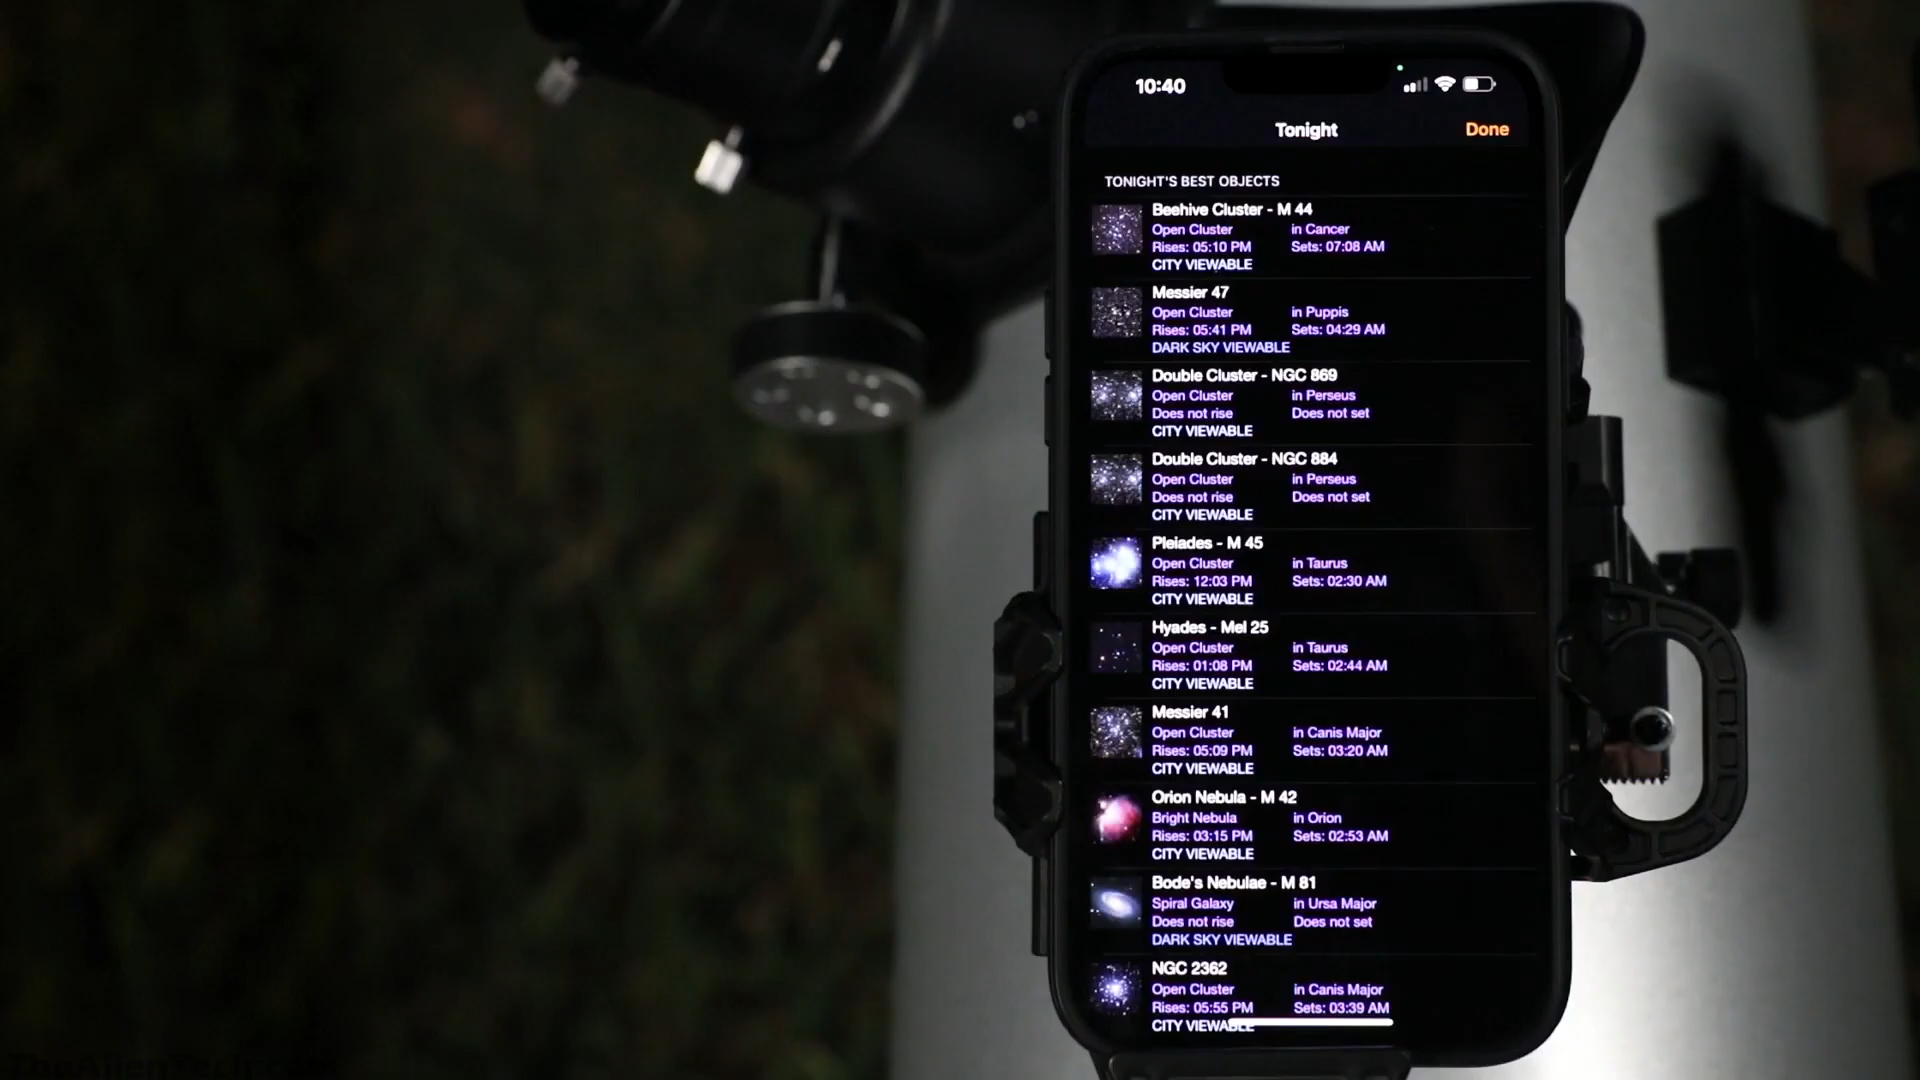 10:40
Tonight
Done
TONIGHT'S BEST OBJECTS
Beehive Cluster - M 44
Open Cluster in Cancer
Rises: 05:10 PM Sets: 07:08 AM
CITY VIEWABLE
Messier 47
Open Cluster in Puppis
Rises: 05:41 PM Sets: 04:29 AM
DARK SKY VIEWABLE
Double Cluster - NGC 869
Open Cluster in Perseus
Does not rise Does not set
CITY VIEWABLE
Double Cluster - NGC 884
Open Cluster in Perseus
Does not rise Does not set
CITY VIEWABLE
Pleiades - M 45
Open Cluster in Taurus
Rises: 12:03 PM Sets: 02:30 AM
CITY VIEWABLE
Hyades - Mel 25
Open Cluster in Taurus
Rises: 01:08 PM Sets: 02:44 AM
CITY VIEWABLE
Messier 41
Open Cluster in Canis Major
Rises: 05:09 PM Sets: 03:20 AM
CITY VIEWABLE
Orion Nebula - M 42
Bright Nebula in Orion
Rises: 03:15 PM Sets: 02:53 AM
CITY VIEWABLE
Bode's Nebulae - M 81
Spiral Galaxy in Ursa Major
Does not rise Does not set
DARK SKY VIEWABLE
NGC 2362
Open Cluster in Canis Major
Rises: 05:55 PM Sets: 03:39 AM
CITY VIEWABLE